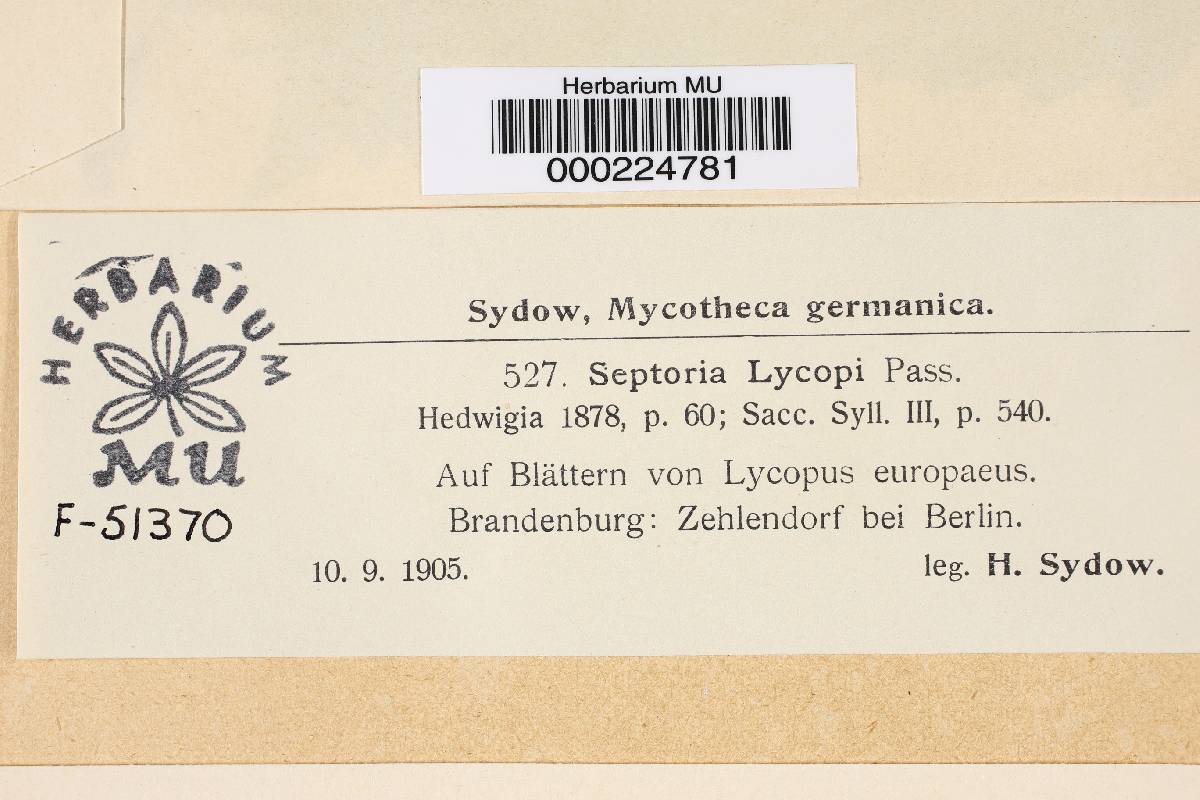 Herbarium MU
000224781
HERBARIUM
MU
F-51370
Sydow, Mycotheca germanica.
527. Septoria Lycopi Pass.
Hedwigia 1878, p. 60; Sacc. Syll. III, p. 540.
Auf Blättern von Lycopus europaeus.
Brandenburg: Zehlendorf bei Berlin.
10. 9. 1905. leg. H. Sydow.